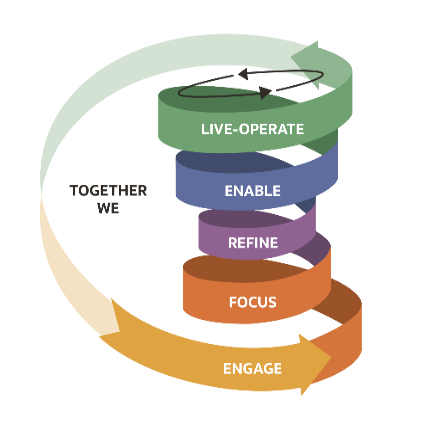 LIVE-OPERATE
ENABLE
TOGETHER
WE
REFINE
FOCUS
ENGAGE